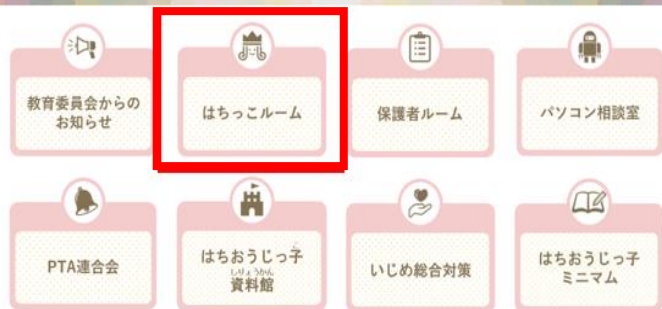 教育委員会からの
お知らせ
はちっこルーム
保護者ルーム
パソコン相談室
PTA連合会
はちおうじっ子
こ
資料館
しりょうかん
いじめ総合対策
はちおうじっ子
ミニマム